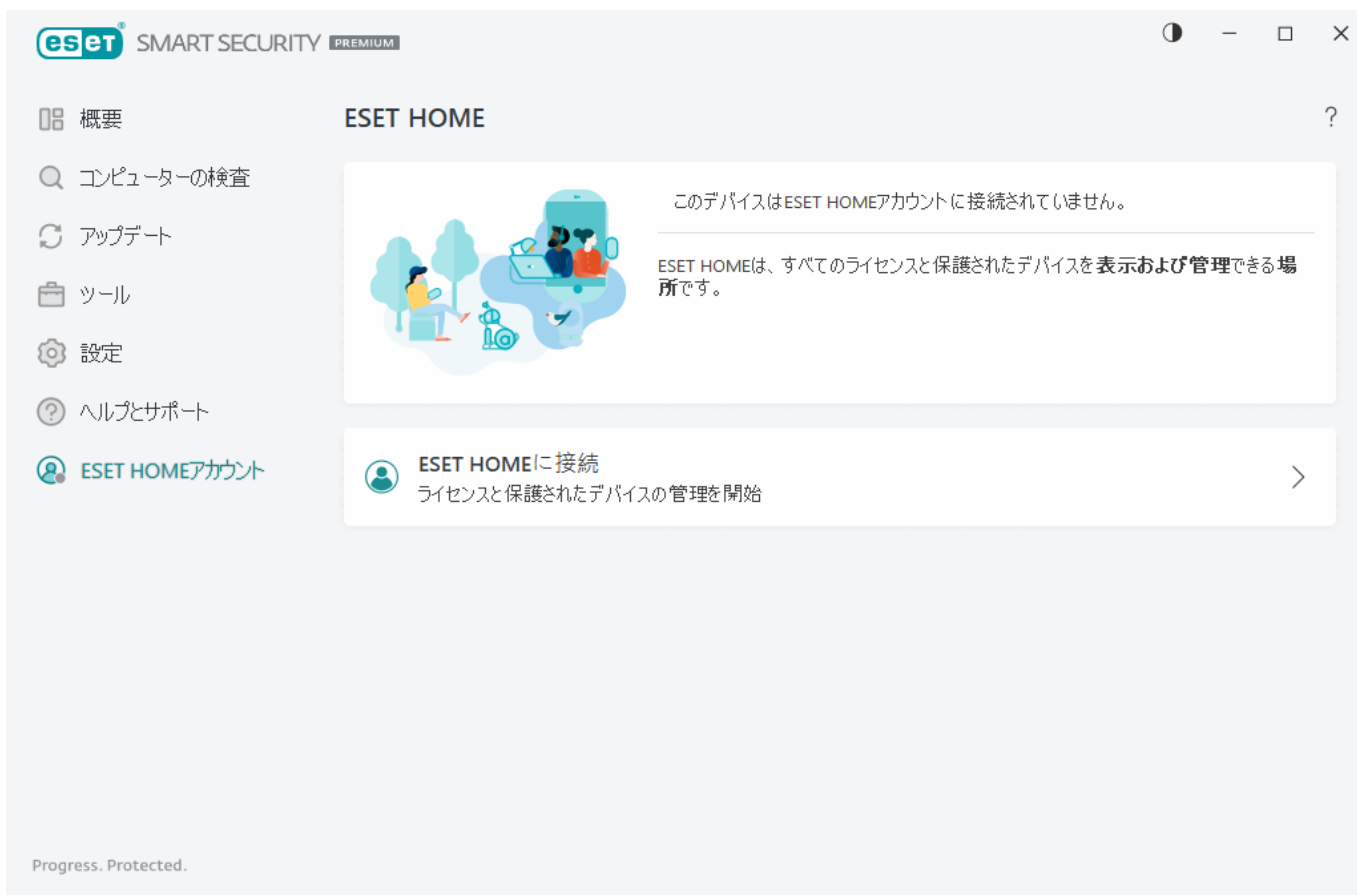 eset® SMART SECURITY PREMIUM
概要
コンピューターの検査
アップデート
ツール
設定
ヘルプとサポート
ESET HOMEアカウント
ESET HOME
?
このデバイスはESET HOMEアカウントに接続されていません。
ESET HOMEは、すべてのライセンスと保護されたデバイスを表示および管理できる場
所です。
ESET HOMEに接続
ライセンスと保護されたデバイスの管理を開始
Progress. Protected.